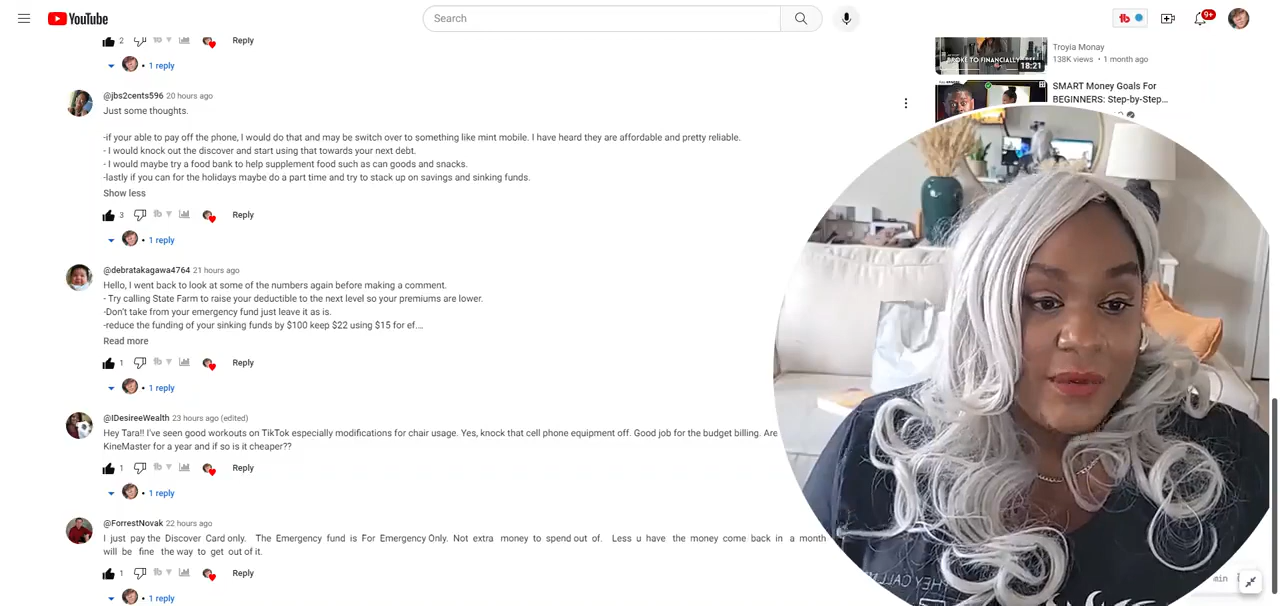 YouTube
Search
9+
2
Reply
1 reply
@jbs2cents596 20 hours ago
Just some thoughts.
-if your able to pay off the phone, I would do that and may be switch over to something like mint mobile. I have heard they are affordable and pretty reliable.
- I would knock out the discover and start using that towards your next debt.
- I would maybe try a food bank to help supplement food such as can goods and snacks.
-lastly if you can for the holidays maybe do a part time and try to stack up on savings and sinking funds.
Show less
3
Reply
1 reply
@debratakagawa4764 21 hours ago
Hello, I went back to look at some of the numbers again before making a comment.
- Try calling State Farm to raise your deductible to the next level so your premiums are lower.
-Don't take from your emergency fund just leave it as is.
-reduce the funding of your sinking funds by $100 keep $22 using $15 for ef...
Read more
1
Reply
1 reply
@IDesireeWealth 23 hours ago (edited)
Hey Tara!! I've seen good workouts on TikTok especially modifications for chair usage. Yes, knock that cell phone equipment off. Good job for the budget billing. Are
KineMaster for a year and if so is it cheaper??
1
Reply
1 reply
@ForrestNovak 22 hours ago
I just pay the Discover Card only. The Emergency fund is For Emergency Only. Not extra money to spend out of. Less u have the money come back in a month
will be fine the way to get out of it.
1
Reply
1 reply
BROKE TO FINANCIALLY FREE
18:21
Troyia Monay
138K views • 1 month ago
SMART Money Goals For
BEGINNERS: Step-by-Step...